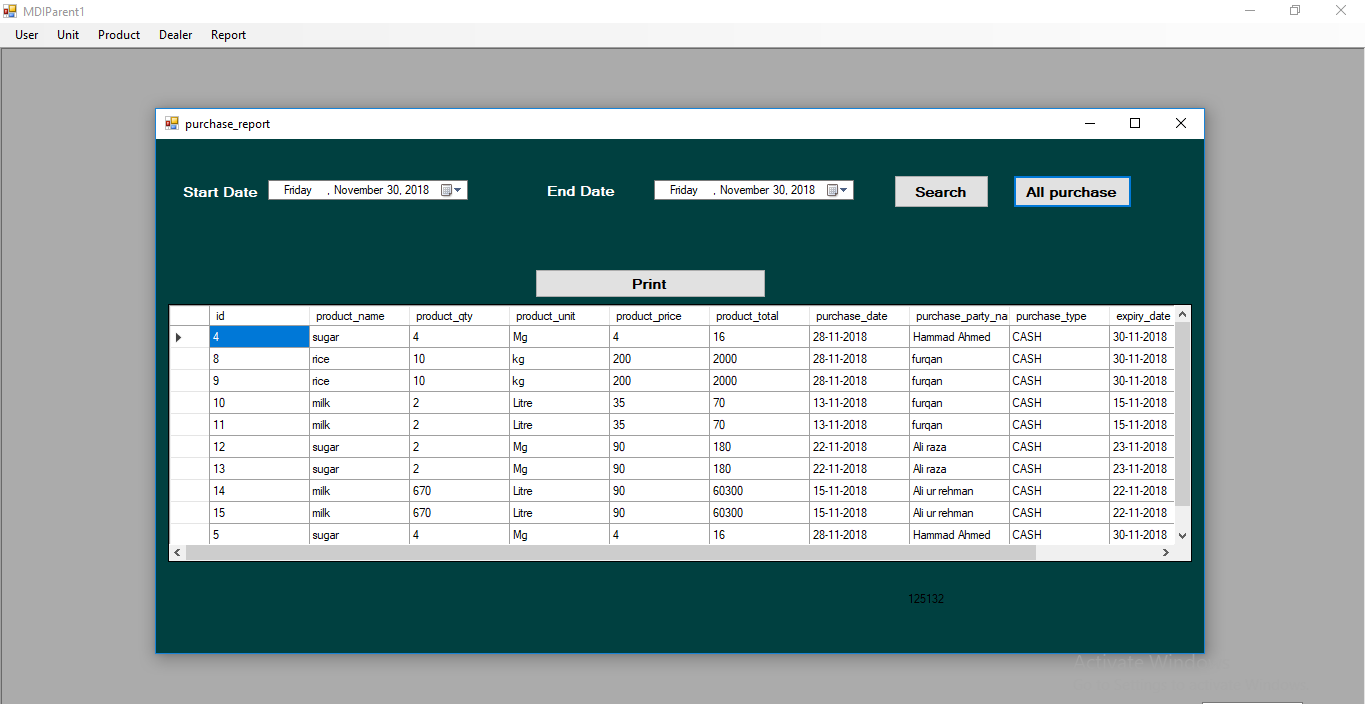 MDIParent1
User Unit Product Dealer Report
purchase_report
Start Date Friday , November 30, 2018 End Date Friday , November 30, 2018 Search All purchase
Print
id product_name product_qty product_unit product_price product_total purchase_date purchase_party_na purchase_type expiry_date
4 sugar 4 Mg 4 16 28-11-2018 Hammad Ahmed CASH 30-11-2018
8 rice 10 kg 200 2000 28-11-2018 furqan CASH 30-11-2018
9 rice 10 kg 200 2000 28-11-2018 furqan CASH 30-11-2018
10 milk 2 Litre 35 70 13-11-2018 furqan CASH 15-11-2018
11 milk 2 Litre 35 70 13-11-2018 furqan CASH 15-11-2018
12 sugar 2 Mg 90 180 22-11-2018 Ali raza CASH 23-11-2018
13 sugar 2 Mg 90 180 22-11-2018 Ali raza CASH 23-11-2018
14 milk 670 Litre 90 60300 15-11-2018 Ali ur rehman CASH 22-11-2018
15 milk 670 Litre 90 60300 15-11-2018 Ali ur rehman CASH 22-11-2018
5 sugar 4 Mg 4 16 28-11-2018 Hammad Ahmed CASH 30-11-2018
125132
Activate Windo